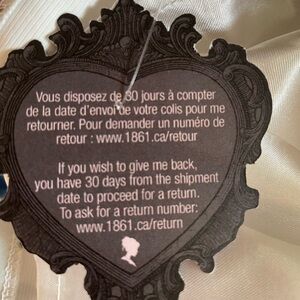 Vous disposez de 30 jours à compter
de la date d'envoi de votre colis pour me
retourner. Pour demander un numéro de
retour : www.1861.ca/retour
If you wish to give me back,
you have 30 days from the shipment
date to proceed for a return.
To ask for a return number:
www.1861.ca/return